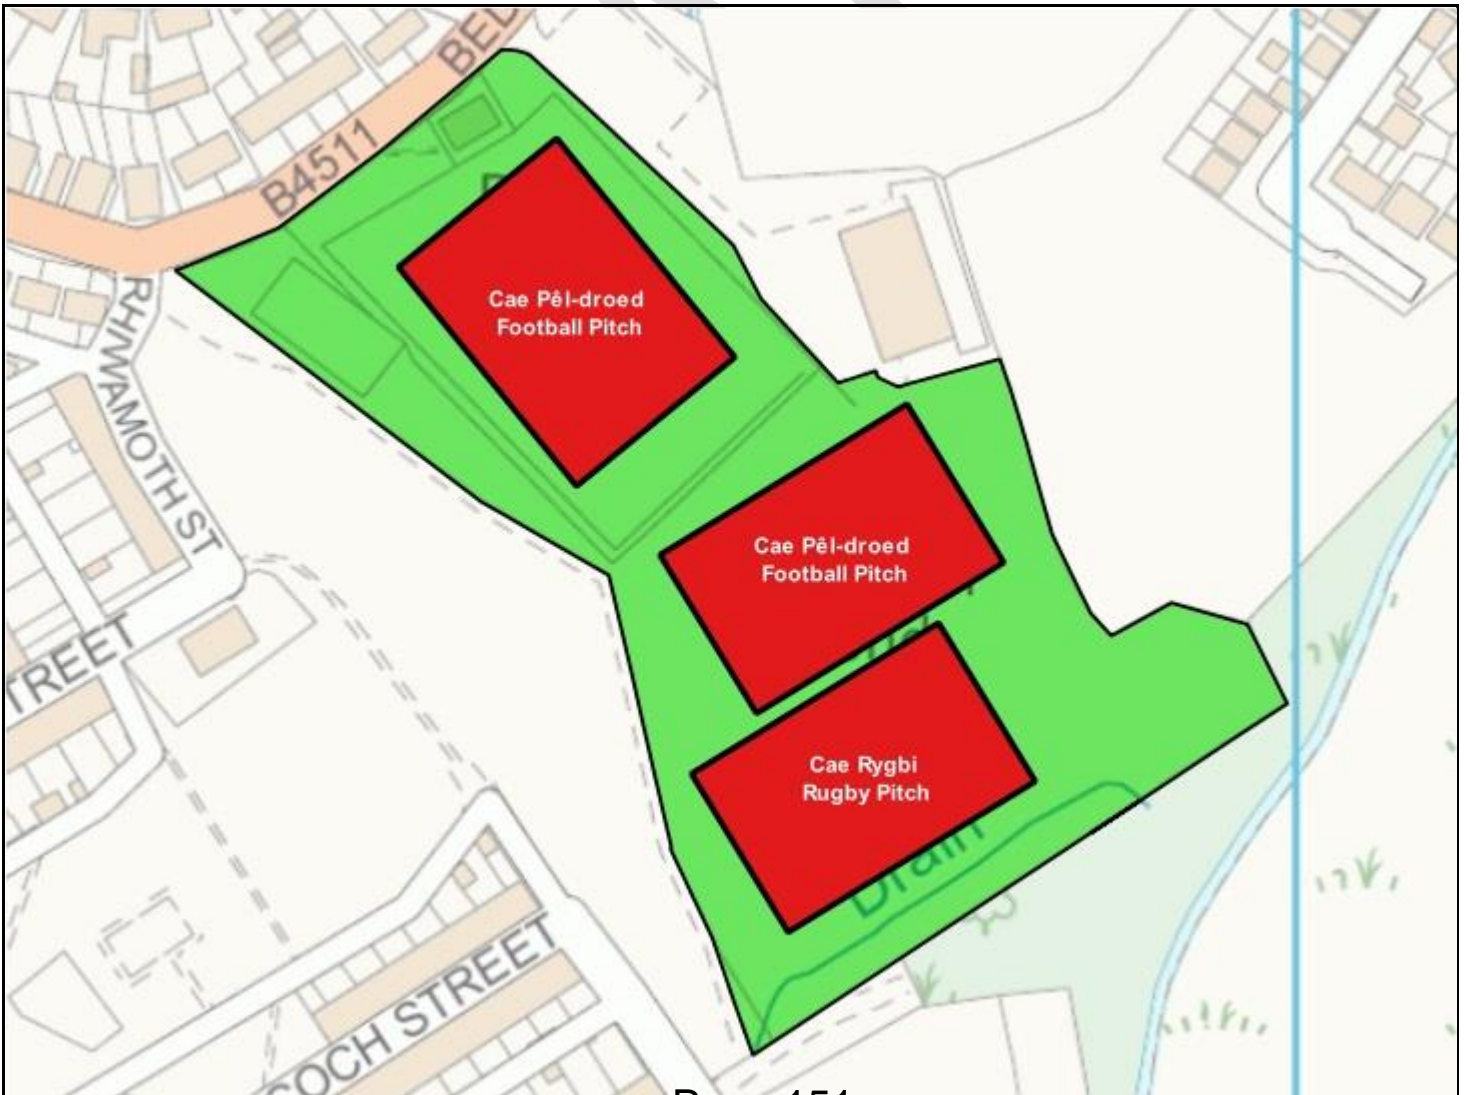 BEL
B4511
Cae Pêl-droed
Football Pitch
RHIWAMOTH ST
Cae Pêl-droed
Football Pitch
TREET
Cae Rygbi
Rugby Pitch
Drain
COCH STREET